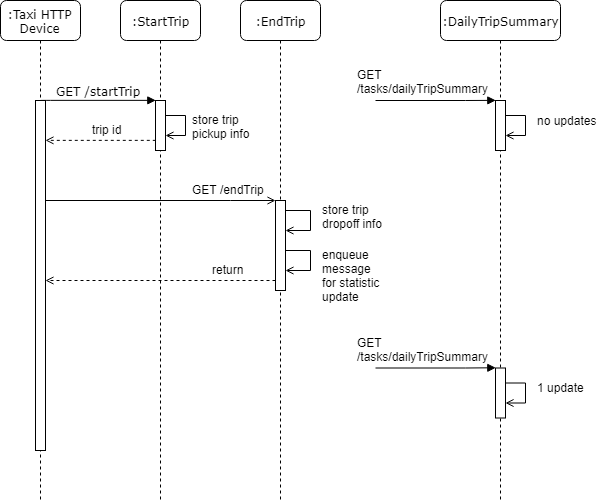 :Taxi HTTP
Device
:StartTrip
:EndTrip
:DailyTripSummary
GET /startTrip
GET
/tasks/dailyTripSummary
store trip
pickup info
trip id
no updates
GET /endTrip
store trip
dropoff info
enqueue
message
for statistic
update
return
GET
/tasks/dailyTripSummary
1 update